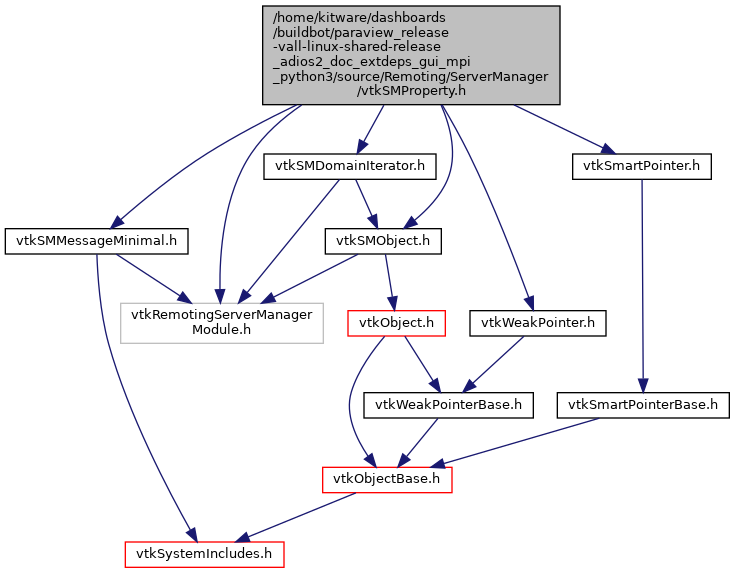 /home/kitware/dashboards
/buildbot/paraview_release
-vall-linux-shared-release
_adios2_doc_extdeps_gui_mpi
_python3/source/Remoting/ServerManager
/vtkSMProperty.h
vtkSMDomainIterator.h
vtkSmartPointer.h
vtkSMMessageMinimal.h
vtkSMObject.h
vtkRemotingServerManager
Module.h
vtkObject.h
vtkWeakPointer.h
vtkWeakPointerBase.h
vtkSmartPointerBase.h
vtkObjectBase.h
vtkSystemIncludes.h